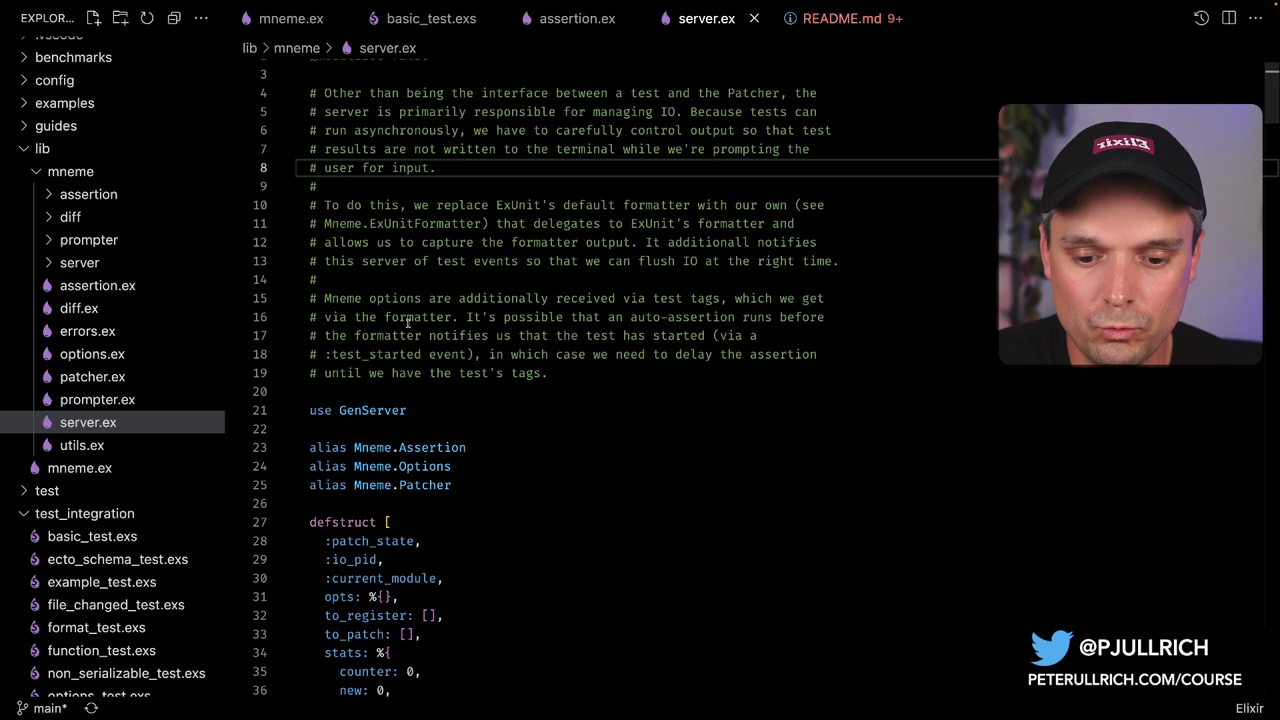 EXPLOR...
mneme.ex
basic_test.exs
assertion.ex
server.ex
README.md 9+
lib > mneme > server.ex
.vscode
benchmarks
config
examples
guides
lib
mneme
assertion
diff
prompter
server
assertion.ex
diff.ex
errors.ex
options.ex
patcher.ex
prompter.ex
server.ex
utils.ex
mneme.ex
test
test_integration
basic_test.exs
ecto_schema_test.exs
example_test.exs
file_changed_test.exs
format_test.exs
function_test.exs
non_serializable_test.exs
options_test.exs
3
4 # Other than being the interface between a test and the Patcher, the
5 # server is primarily responsible for managing IO. Because tests can
6 # run asynchronously, we have to carefully control output so that test
7 # results are not written to the terminal while we're prompting the
8 # user for input.
9 #
10 # To do this, we replace ExUnit's default formatter with our own (see
11 # Mneme.ExUnitFormatter) that delegates to ExUnit's formatter and
12 # allows us to capture the formatter output. It additionall notifies
13 # this server of test events so that we can flush IO at the right time.
14 #
15 # Mneme options are additionally received via test tags, which we get
16 # via the formatter. It's possible that an auto-assertion runs before
17 # the formatter notifies us that the test has started (via a
18 # :test_started event), in which case we need to delay the assertion
19 # until we have the test's tags.
20
21 use GenServer
22
23 alias Mneme.Assertion
24 alias Mneme.Options
25 alias Mneme.Patcher
26
27 defstruct [
28 :patch_state,
29 :io_pid,
30 :current_module,
31 opts: %{},
32 to_register: [],
33 to_patch: [],
34 stats: %{
35 counter: 0,
36 new: 0,
@PJULLRICH
PETERULLRICH.COM/COURSE
main*
Elixir